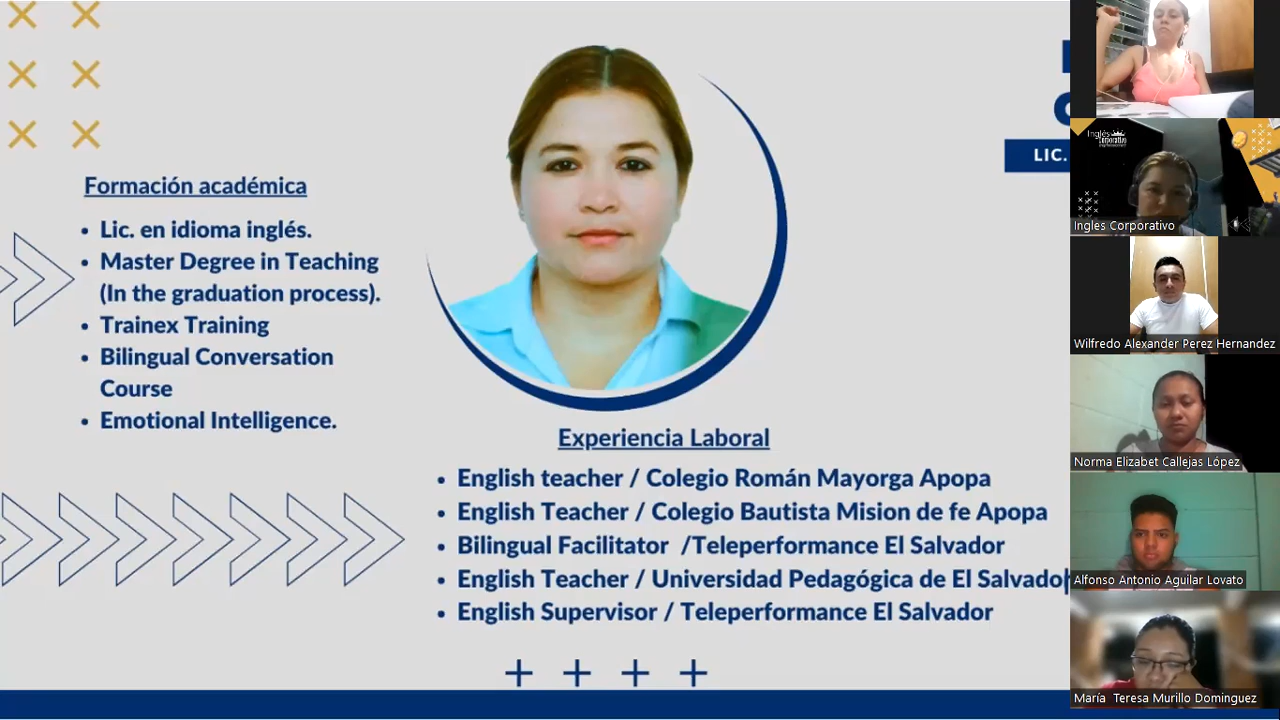 Formación académica
• Lic. en idioma inglés.
• Master Degree in Teaching
(In the graduation process).
• Trainex Training
• Bilingual Conversation
Course
• Emotional Intelligence.
LIC.
Experiencia Laboral
• English teacher / Colegio Román Mayorga Apopa
• English Teacher / Colegio Bautista Mision de fe Apopa
• Bilingual Facilitator /Teleperformance El Salvador
• English Teacher / Universidad Pedagógica de El Salvador
• English Supervisor / Teleperformance El Salvador
Inglés
Corporativo
Ingles Corporativo
Wilfredo Alexander Perez Hernandez
Norma Elizabet Callejas López
Alfonso Antonio Aguilar Lovato
María Teresa Murillo Dominguez